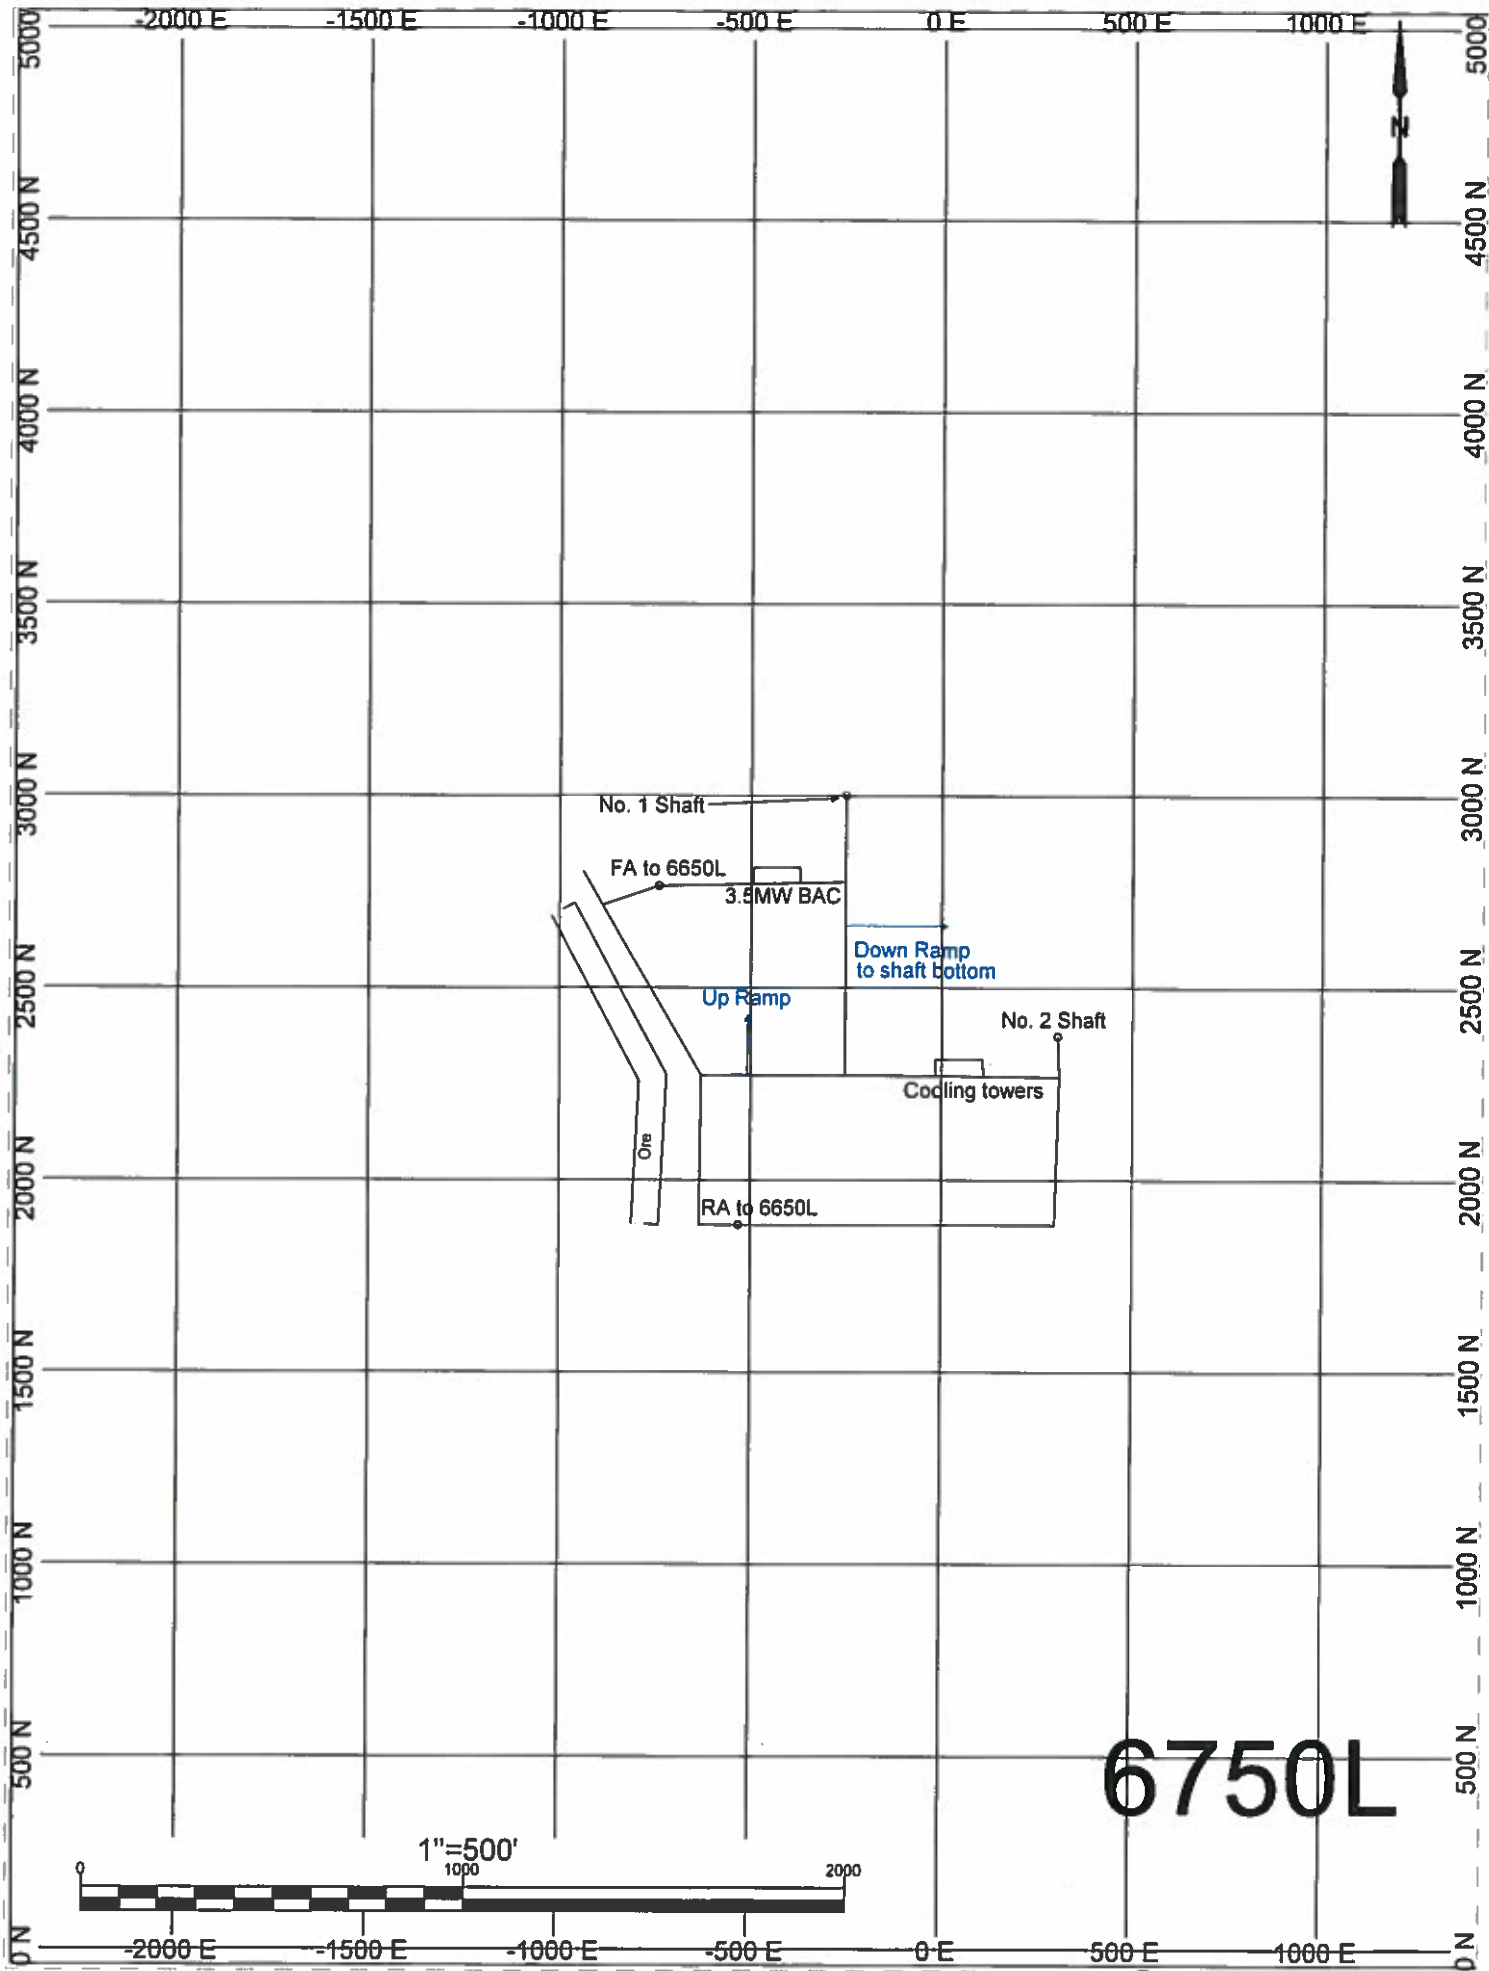 -2000 E -1500 E -1000 E -500 E 0 E 500 E 1000 E
5000 5000
N
4500 N 4500 N
4000 N 4000 N
3500 N 3500 N
3000 N 3000 N
No. 1 Shaft
FA to 6650L
3.5MW BAC
Down Ramp
to shaft bottom
2500 N 2500 N
Up Ramp
No. 2 Shaft
Cooling towers
Ore
2000 N 2000 N
RA to 6650L
1500 N 1500 N
1000 N 1000 N
500 N 500 N
6750L
1"=500'
0 1000 2000
0 N 0 N
-2000 E -1500 E -1000 E -500 E 0 E 500 E 1000 E